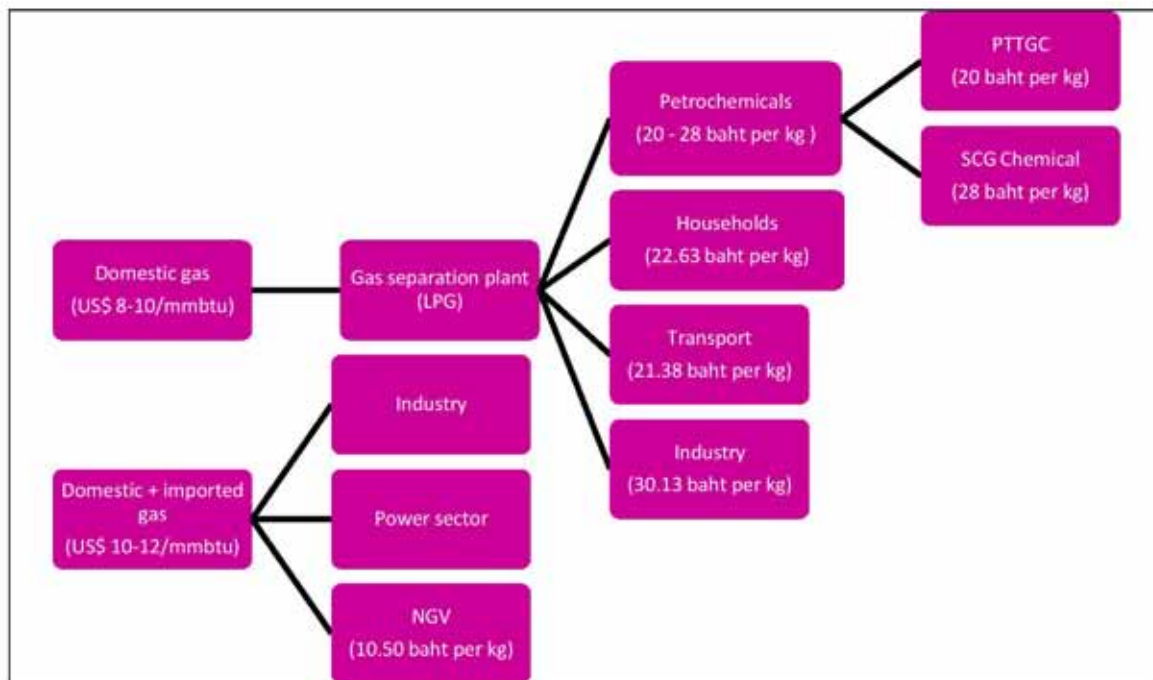 PTTGC
(20 baht per kg)
Petrochemicals
(20 - 28 baht per kg )
SCG Chemical
(28 baht per kg)
Households
(22.63 baht per kg)
Domestic gas
(US$ 8-10/mmbtu)
Gas separation plant
(LPG)
Transport
(21.38 baht per kg)
Industry
Industry
(30.13 baht per kg)
Domestic + imported
gas
(US$ 10-12/mmbtu)
Power sector
NGV
(10.50 baht per kg)